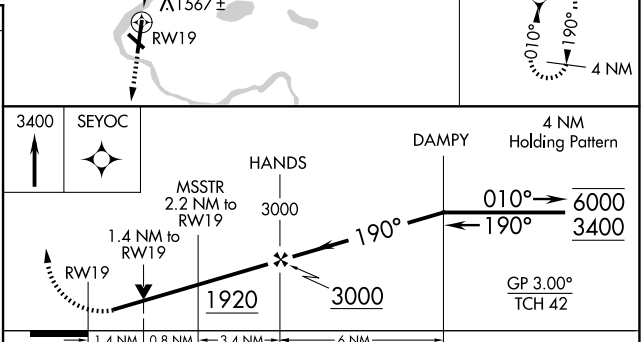 1567 ±
RW19
010°
190°
4 NM
3400
SEYOC
4 NM
Holding Pattern
DAMPY
HANDS
MSSTR
2.2 NM to
RW19
3000
010°
6000
190°
3400
190°
1.4 NM to
RW19
RW19
1920
3000
GP 3.00°
TCH 42
1.4 NM
0.8 NM
3.4 NM
6 NM